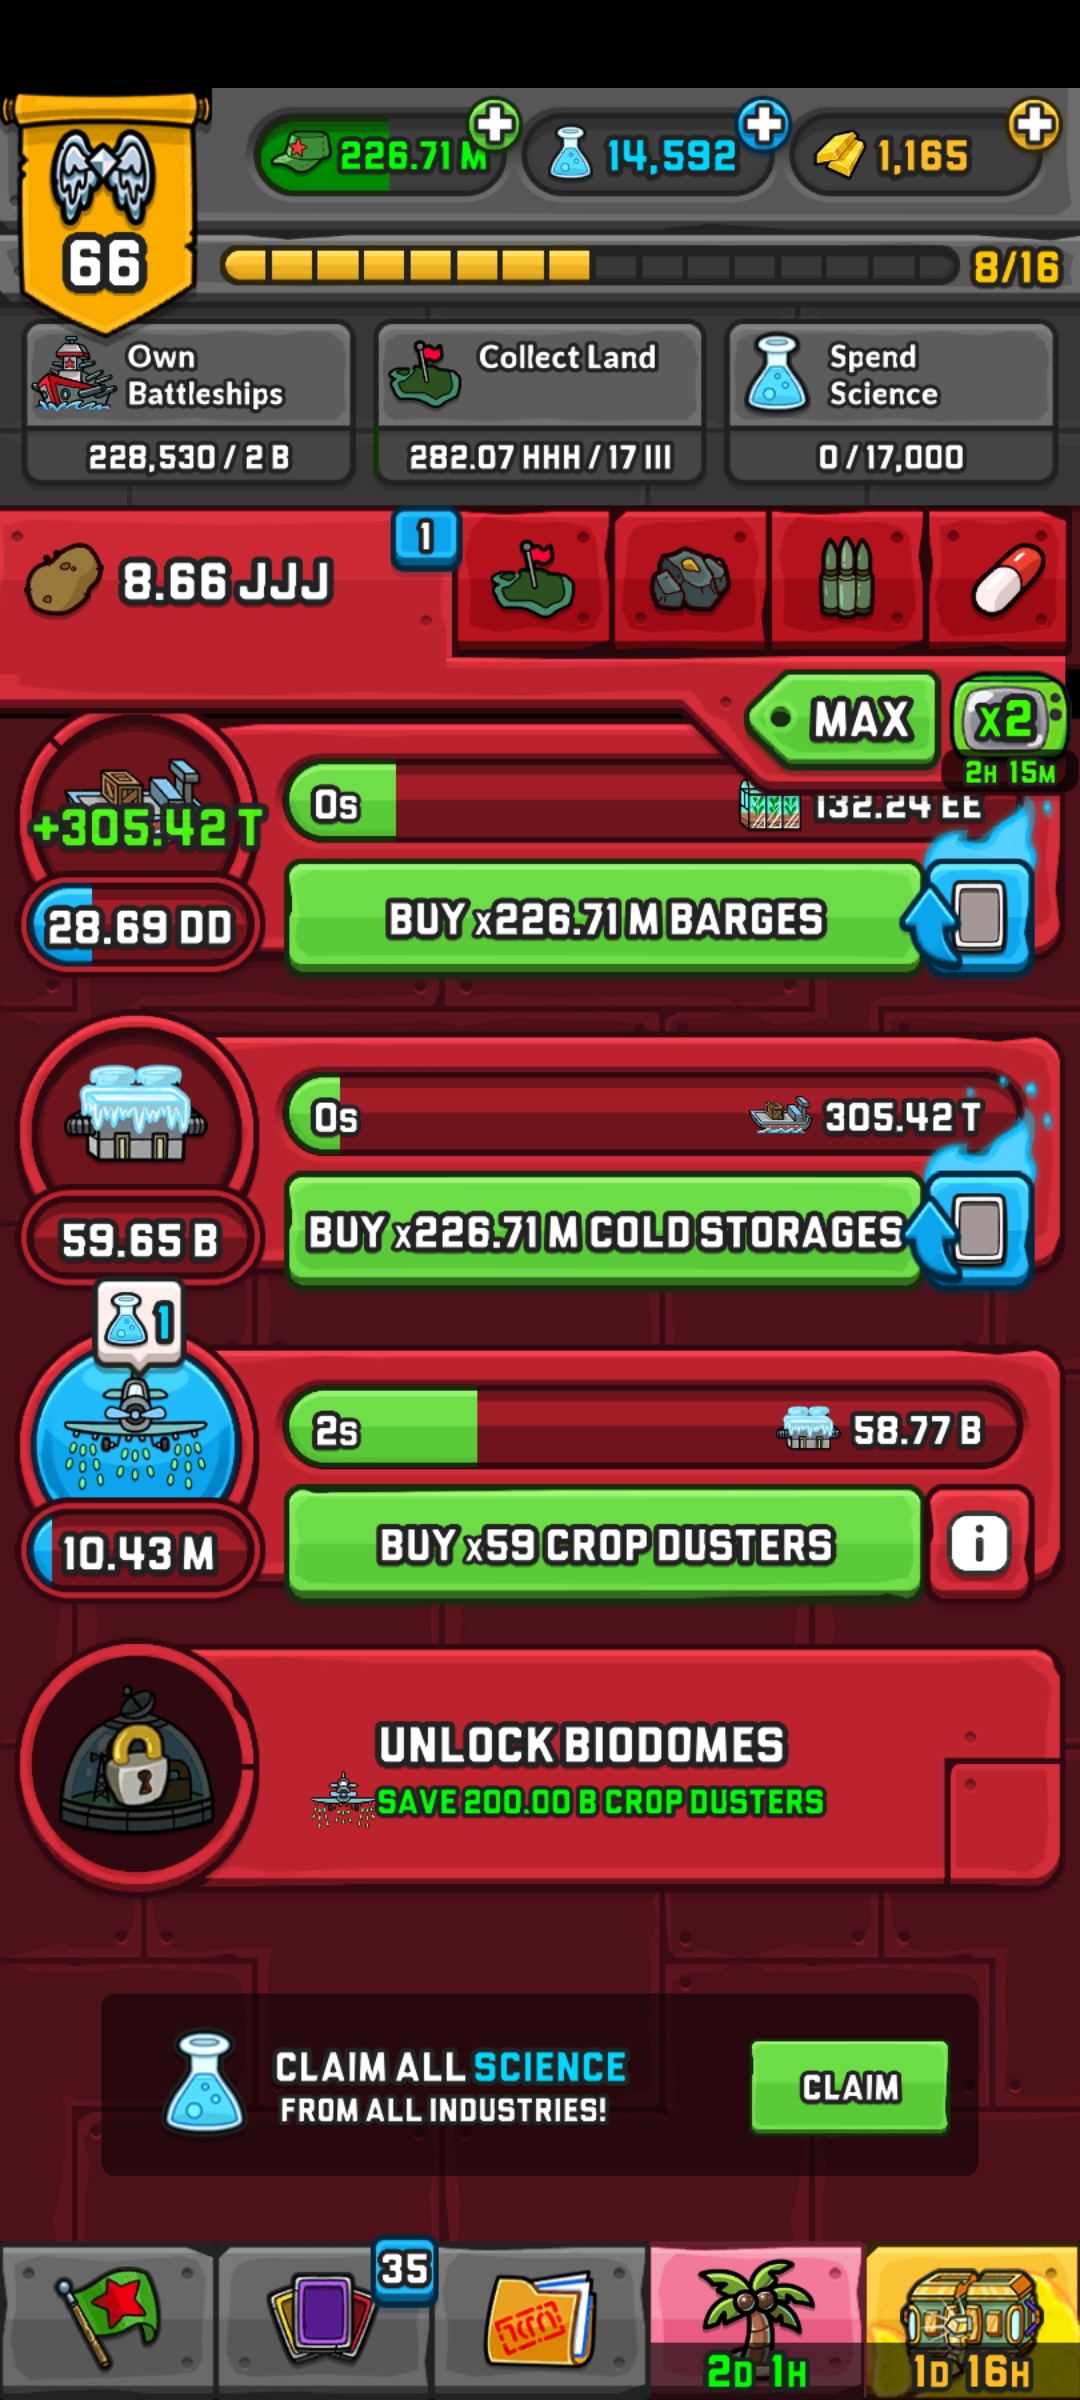 226.71 M
14,592
1,165
66
8/16
Own
Battleships
228,530 / 2 B
Collect Land
282.07 HHH / 17 III
Spend
Science
0 / 17,000
8.66 JJJ
1
MAX
x2
2H 15M
+305.42 T
0s
132.24 EE
28.69 DD
BUY x226.71 M BARGES
0s
305.42 T
59.65 B
BUY x226.71 M COLD STORAGES
1
2s
58.77 B
10.43 M
BUY x59 CROP DUSTERS
i
UNLOCK BIODOMES
SAVE 200.00 B CROP DUSTERS
CLAIM ALL SCIENCE
FROM ALL INDUSTRIES!
CLAIM
35
2D 1H
1D 16H